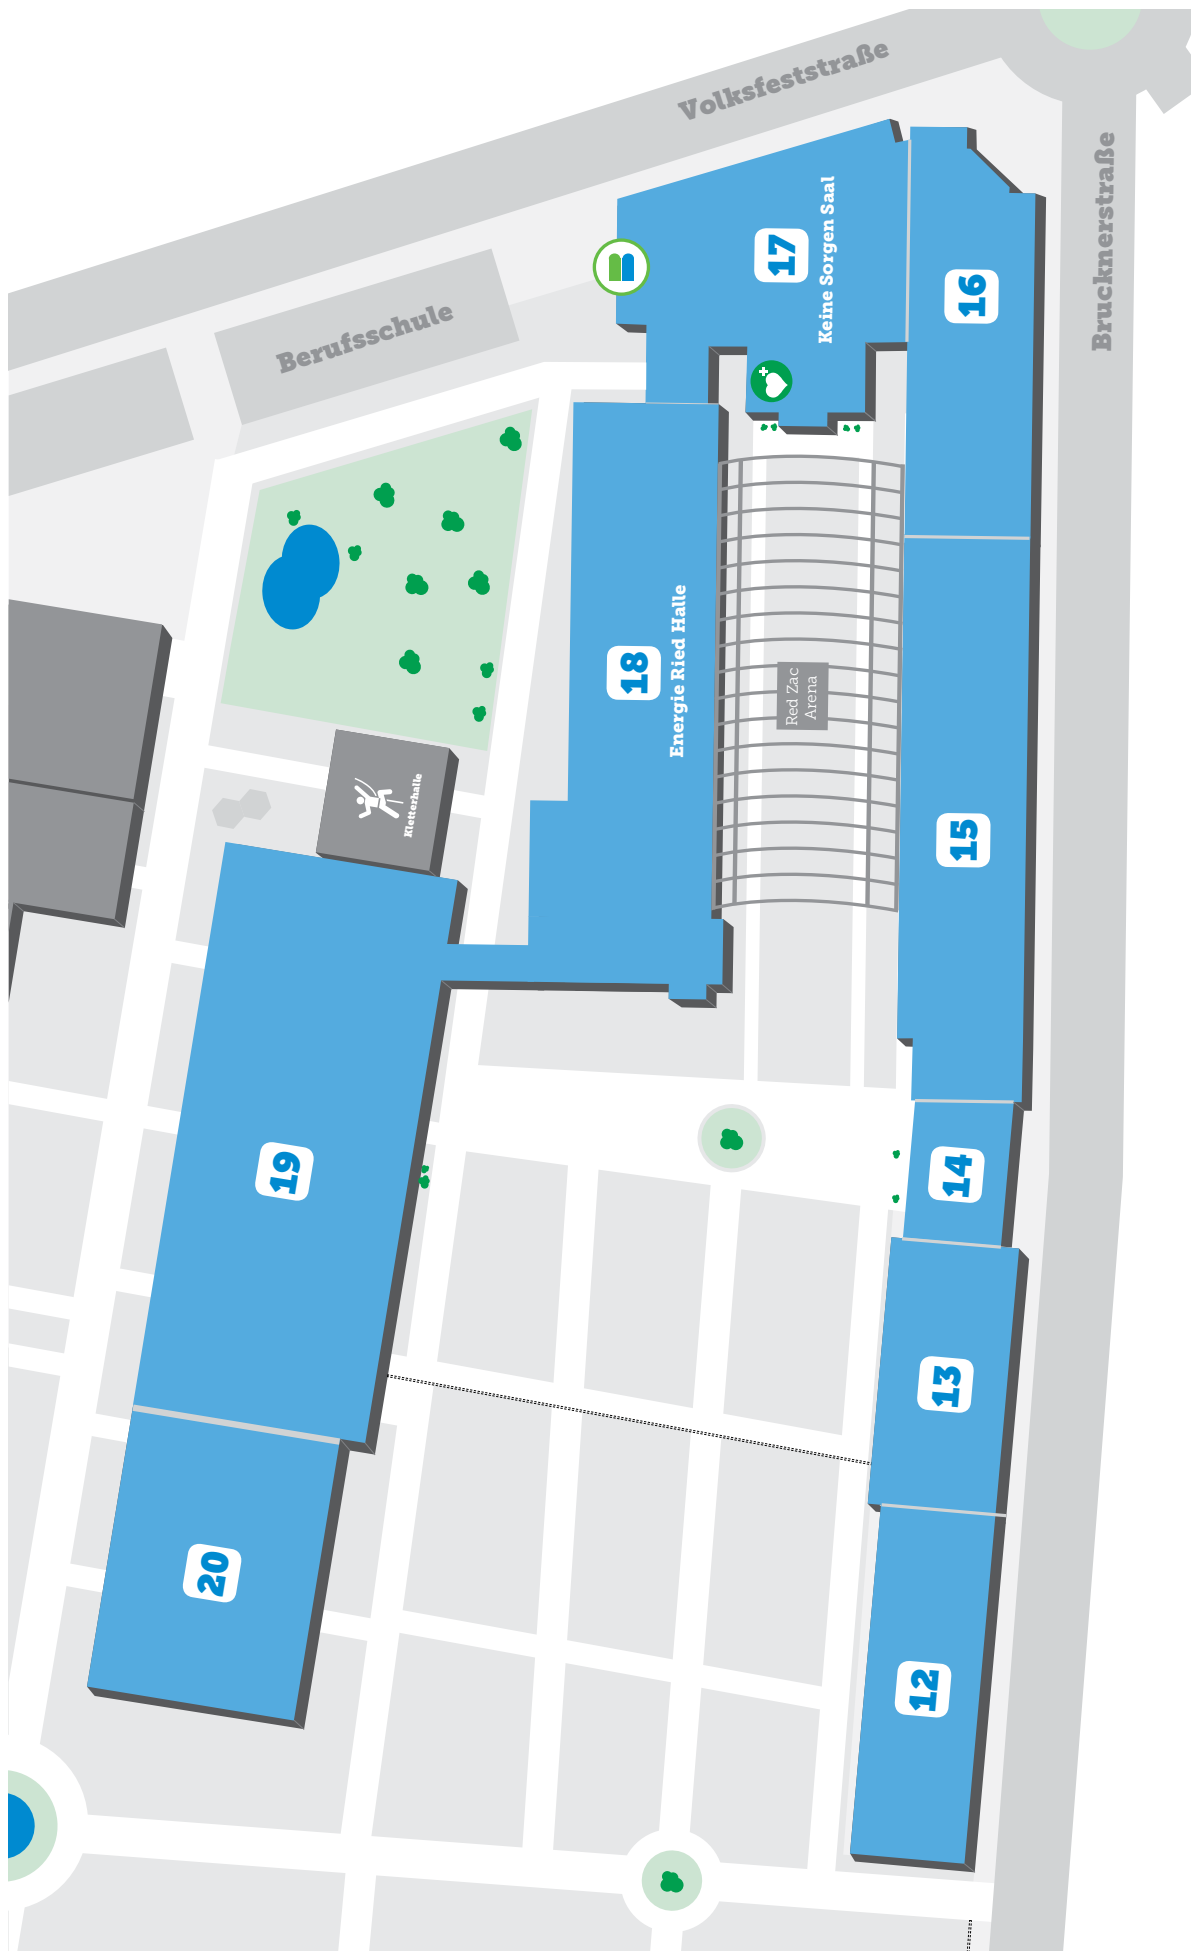 Volksfeststraße
Brucknerstraße
Berufsschule
17
Keine Sorgen Saal
16
18
Energie Ried Halle
Red Zac
Arena
Kletterhalle
15
19
14
13
20
12